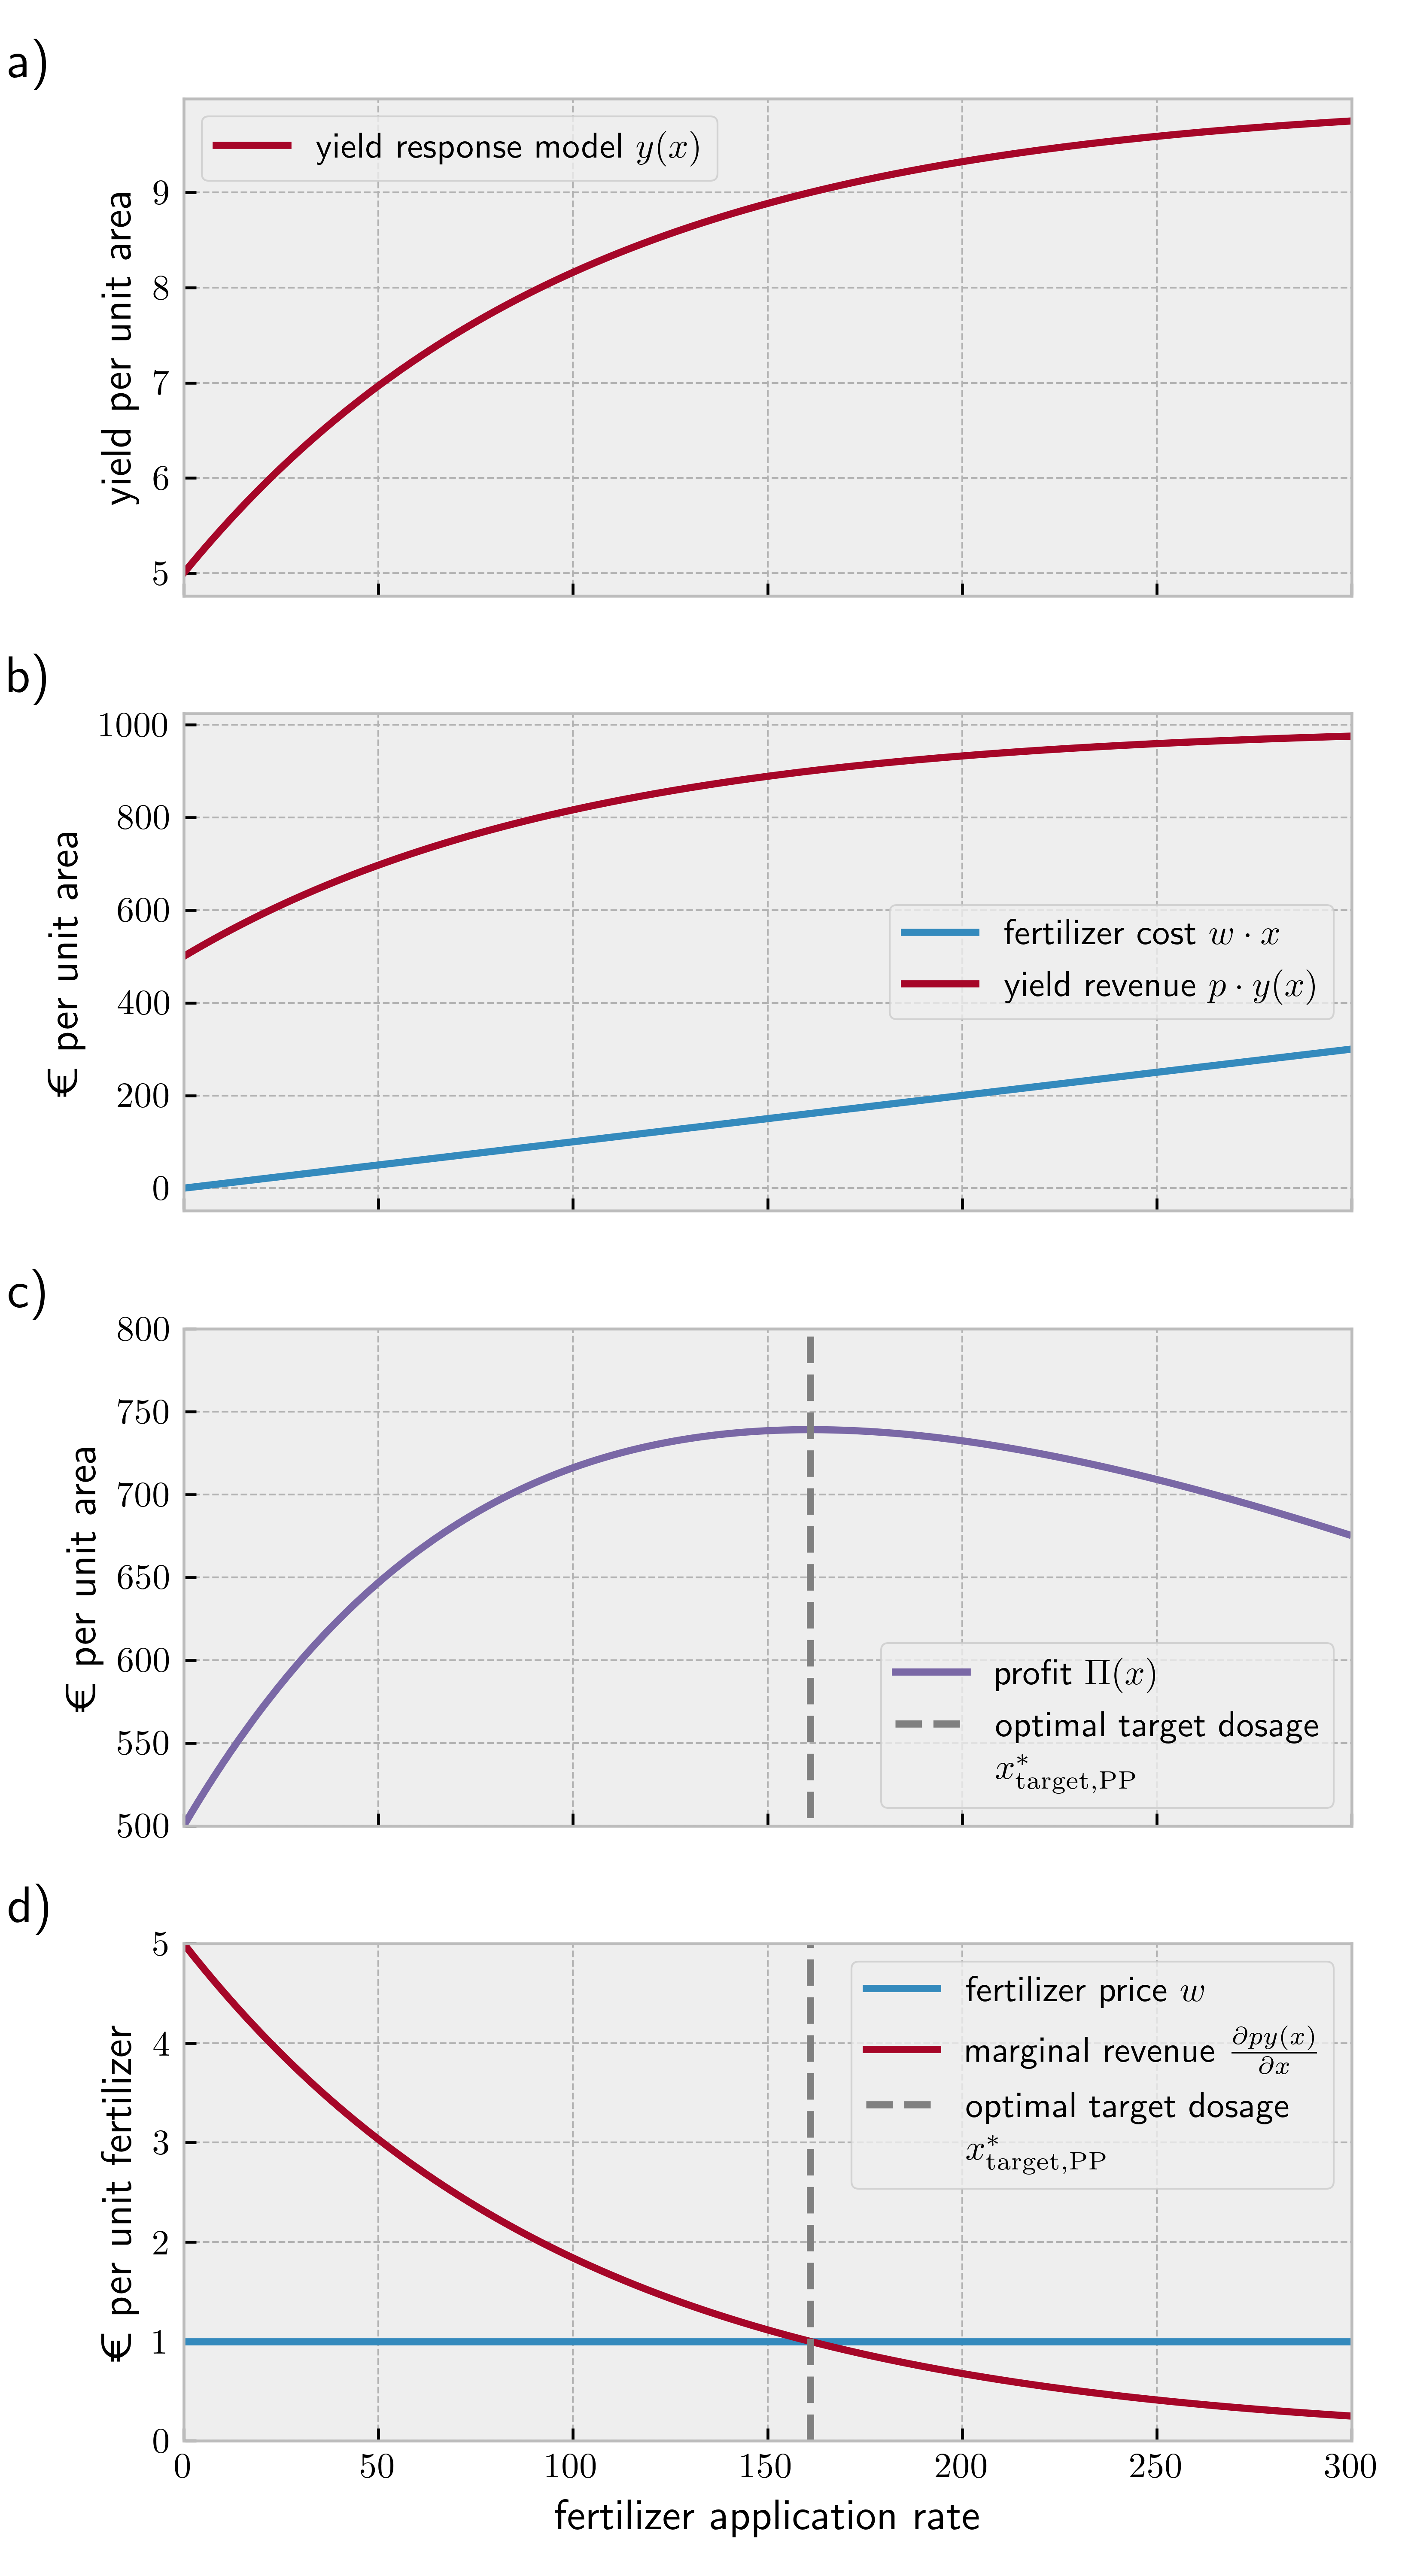 a)
yield per unit area
9
8
7
6
5
yield response model y(x)
b)
€ per unit area
1000
800
600
400
200
0
fertilizer cost w · x
yield revenue p · y(x)
c)
€ per unit area
800
750
700
650
600
550
500
profit Π(x)
optimal target dosage
x*target,PP
d)
€ per unit fertilizer
5
4
3
2
1
0
fertilizer price w
marginal revenue ∂py(x)/∂x
optimal target dosage
x*target,PP
0 50 100 150 200 250 300
fertilizer application rate